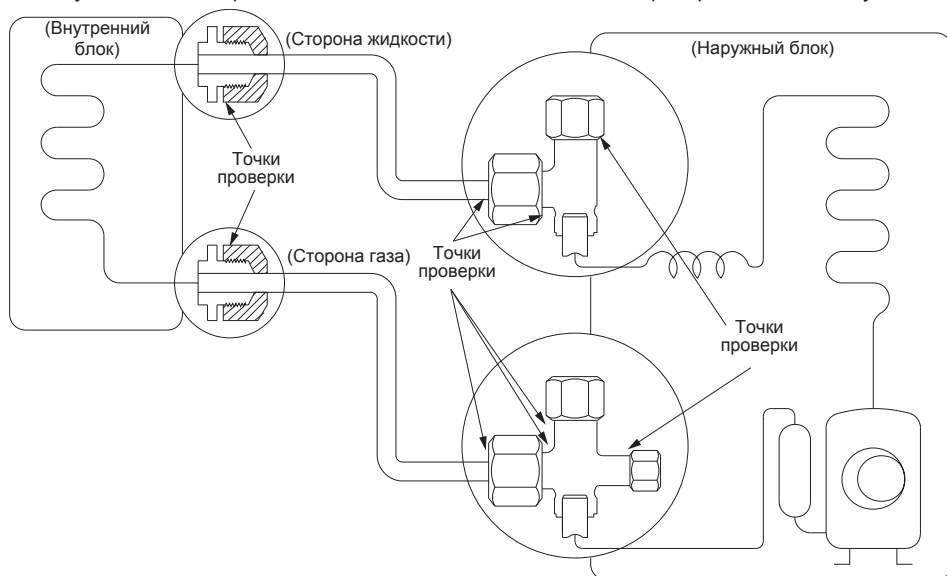 (Внутренний
блок)
(Сторона жидкости)
(Наружный блок)
Точки
проверки
(Сторона газа)
Точки
проверки
Точки
проверки